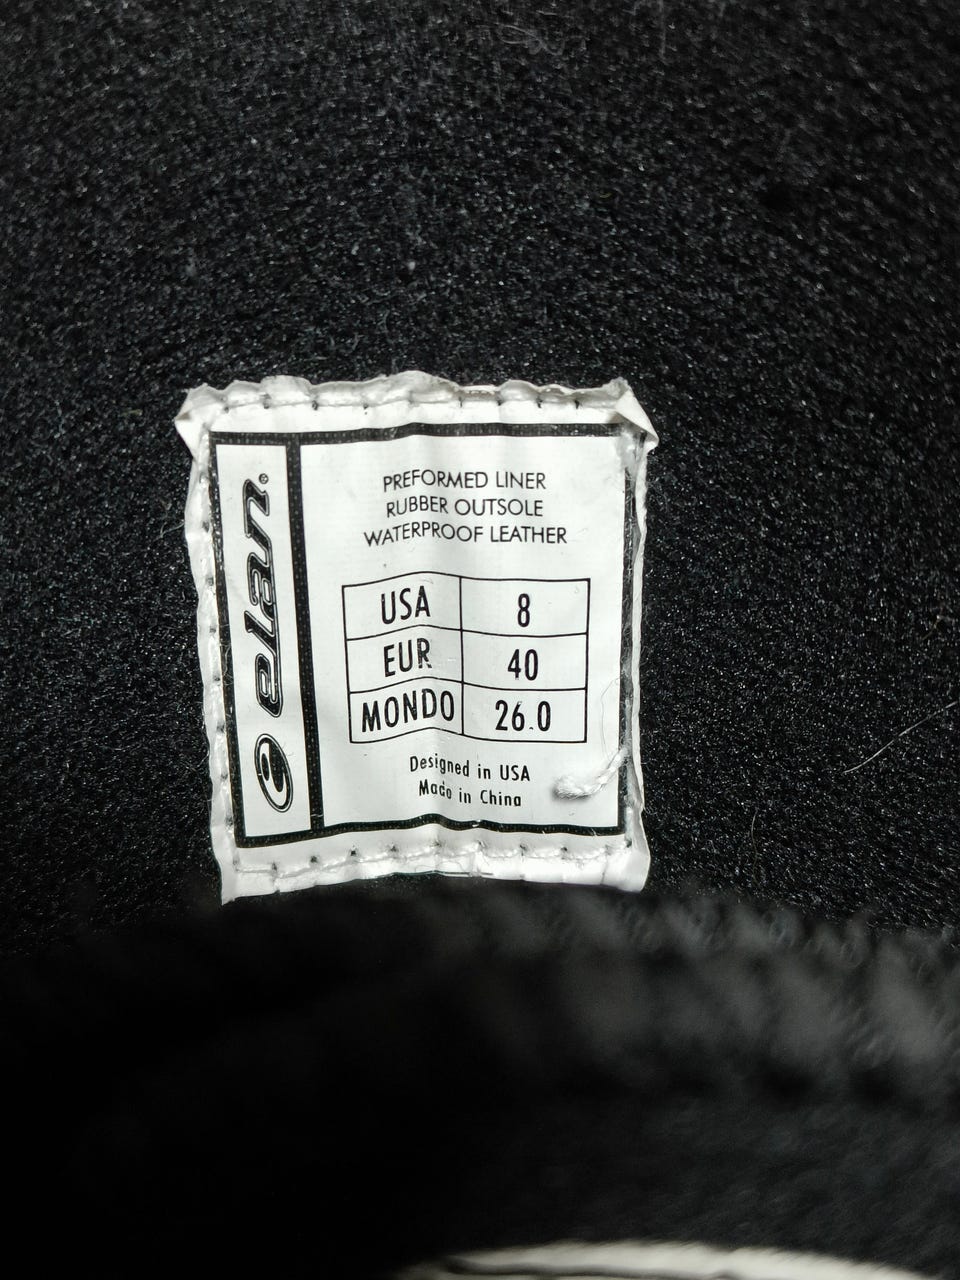 elan®
PREFORMED LINER
RUBBER OUTSOLE
WATERPROOF LEATHER
USA 8
EUR 40
MONDO 26.0
Designed in USA
Made in China